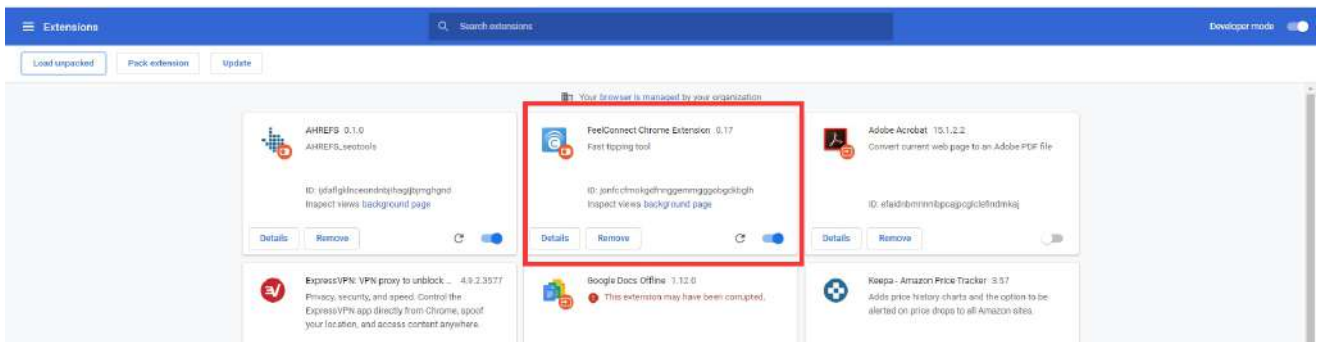 Extensions
Search extensions
Developer mode
Load unpacked
Pack extension
Update
Your browser is managed by your organization
AHREFS 0.1.0
AHREFS_seotools
Inspect views background page
Details
Remove
FeelConnect Chrome Extension 0.17
Fast tipping tool
Inspect views background page
Details
Remove
Adobe Acrobat 15.1.2.2
Convert current web page to an Adobe PDF file
ID: efaidnbmnnnibpcajpcglclefindmkaj
Details
Remove
ExpressVPN: VPN proxy to unblock ... 4.9.2.3577
Privacy, security, and speed. Control the
ExpressVPN app directly from Chrome, spoof
your location, and access content anywhere.
Google Docs Offline 1.12.0
This extension may have been corrupted.
Keepa - Amazon Price Tracker 3.57
Adds price history charts and the option to be
alerted on price drops to all Amazon sites.